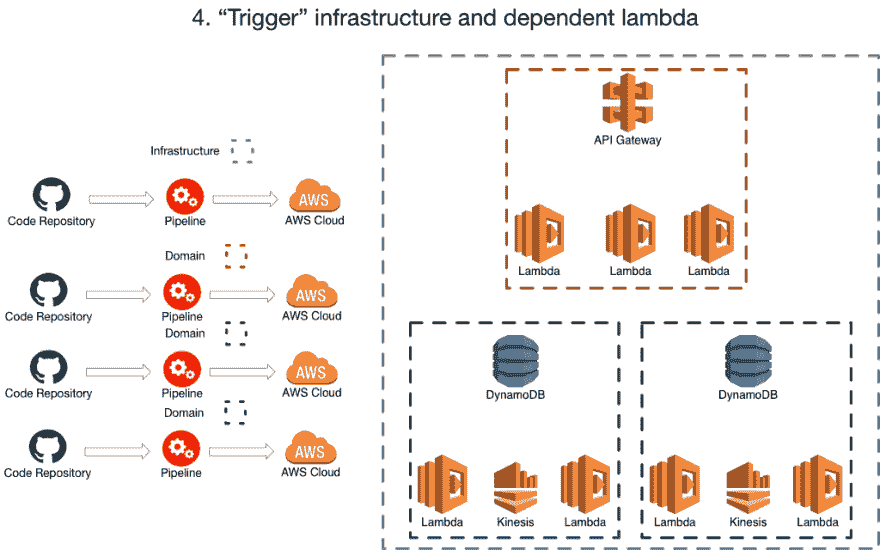 4. “Trigger” infrastructure and dependent lambda
Infrastructure
Code Repository
Pipeline
AWS
AWS Cloud
Domain
Code Repository
Pipeline
AWS
AWS Cloud
Domain
Code Repository
Pipeline
AWS
AWS Cloud
Domain
Code Repository
Pipeline
AWS
AWS Cloud
API Gateway
Lambda
Lambda
Lambda
DynamoDB
Lambda
Kinesis
Lambda
DynamoDB
Lambda
Kinesis
Lambda